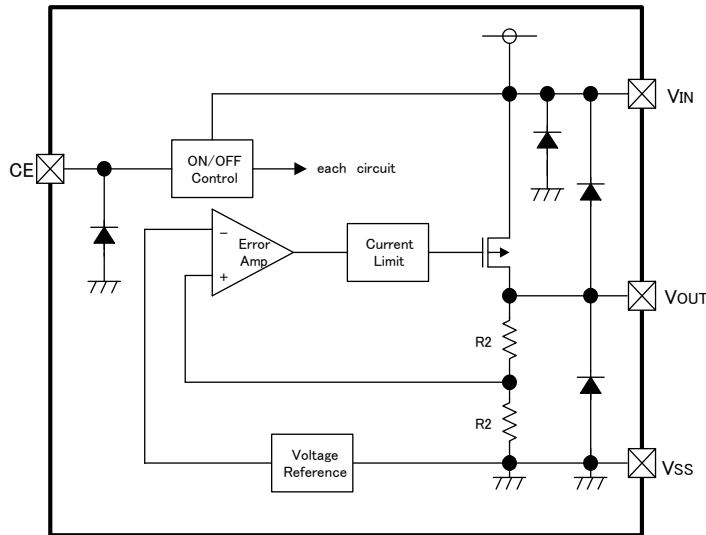 VIN
CE
ON/OFF
Control
each circuit
−
Error
Amp
+
Current
Limit
VOUT
R2
R2
Voltage
Reference
VSS